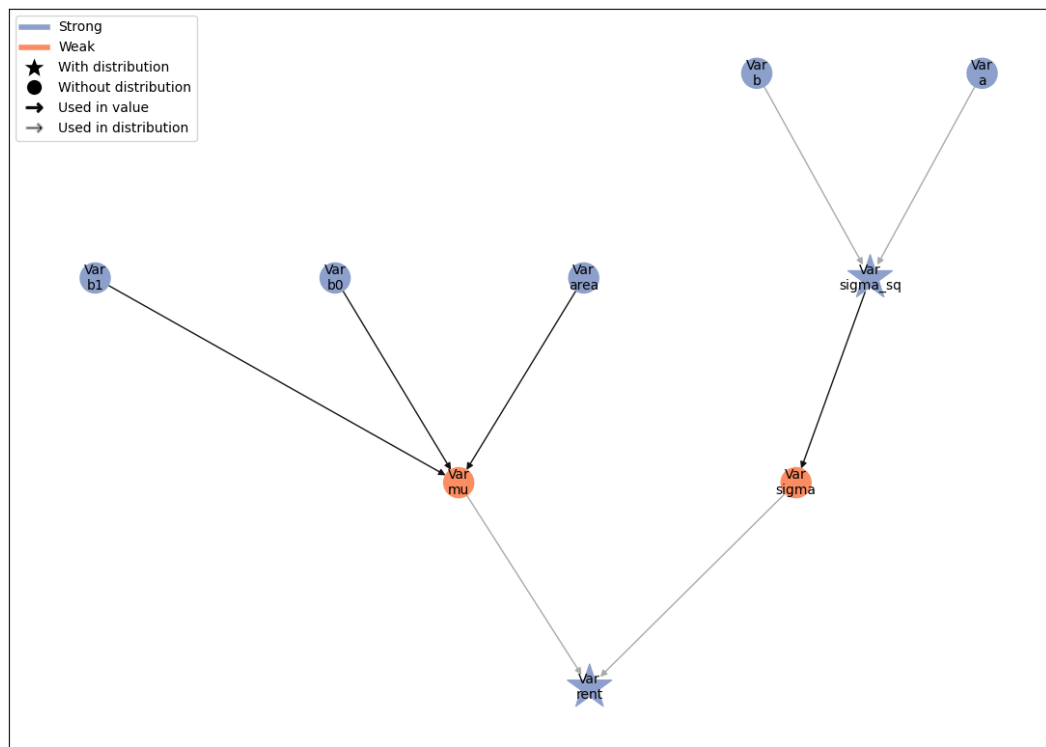 Strong
Weak
With distribution
Without distribution
Used in value
Used in distribution
Var
b
Var
a
Var
b1
Var
b0
Var
area
Var
sigma_sq
Var
mu
Var
sigma
Var
rent